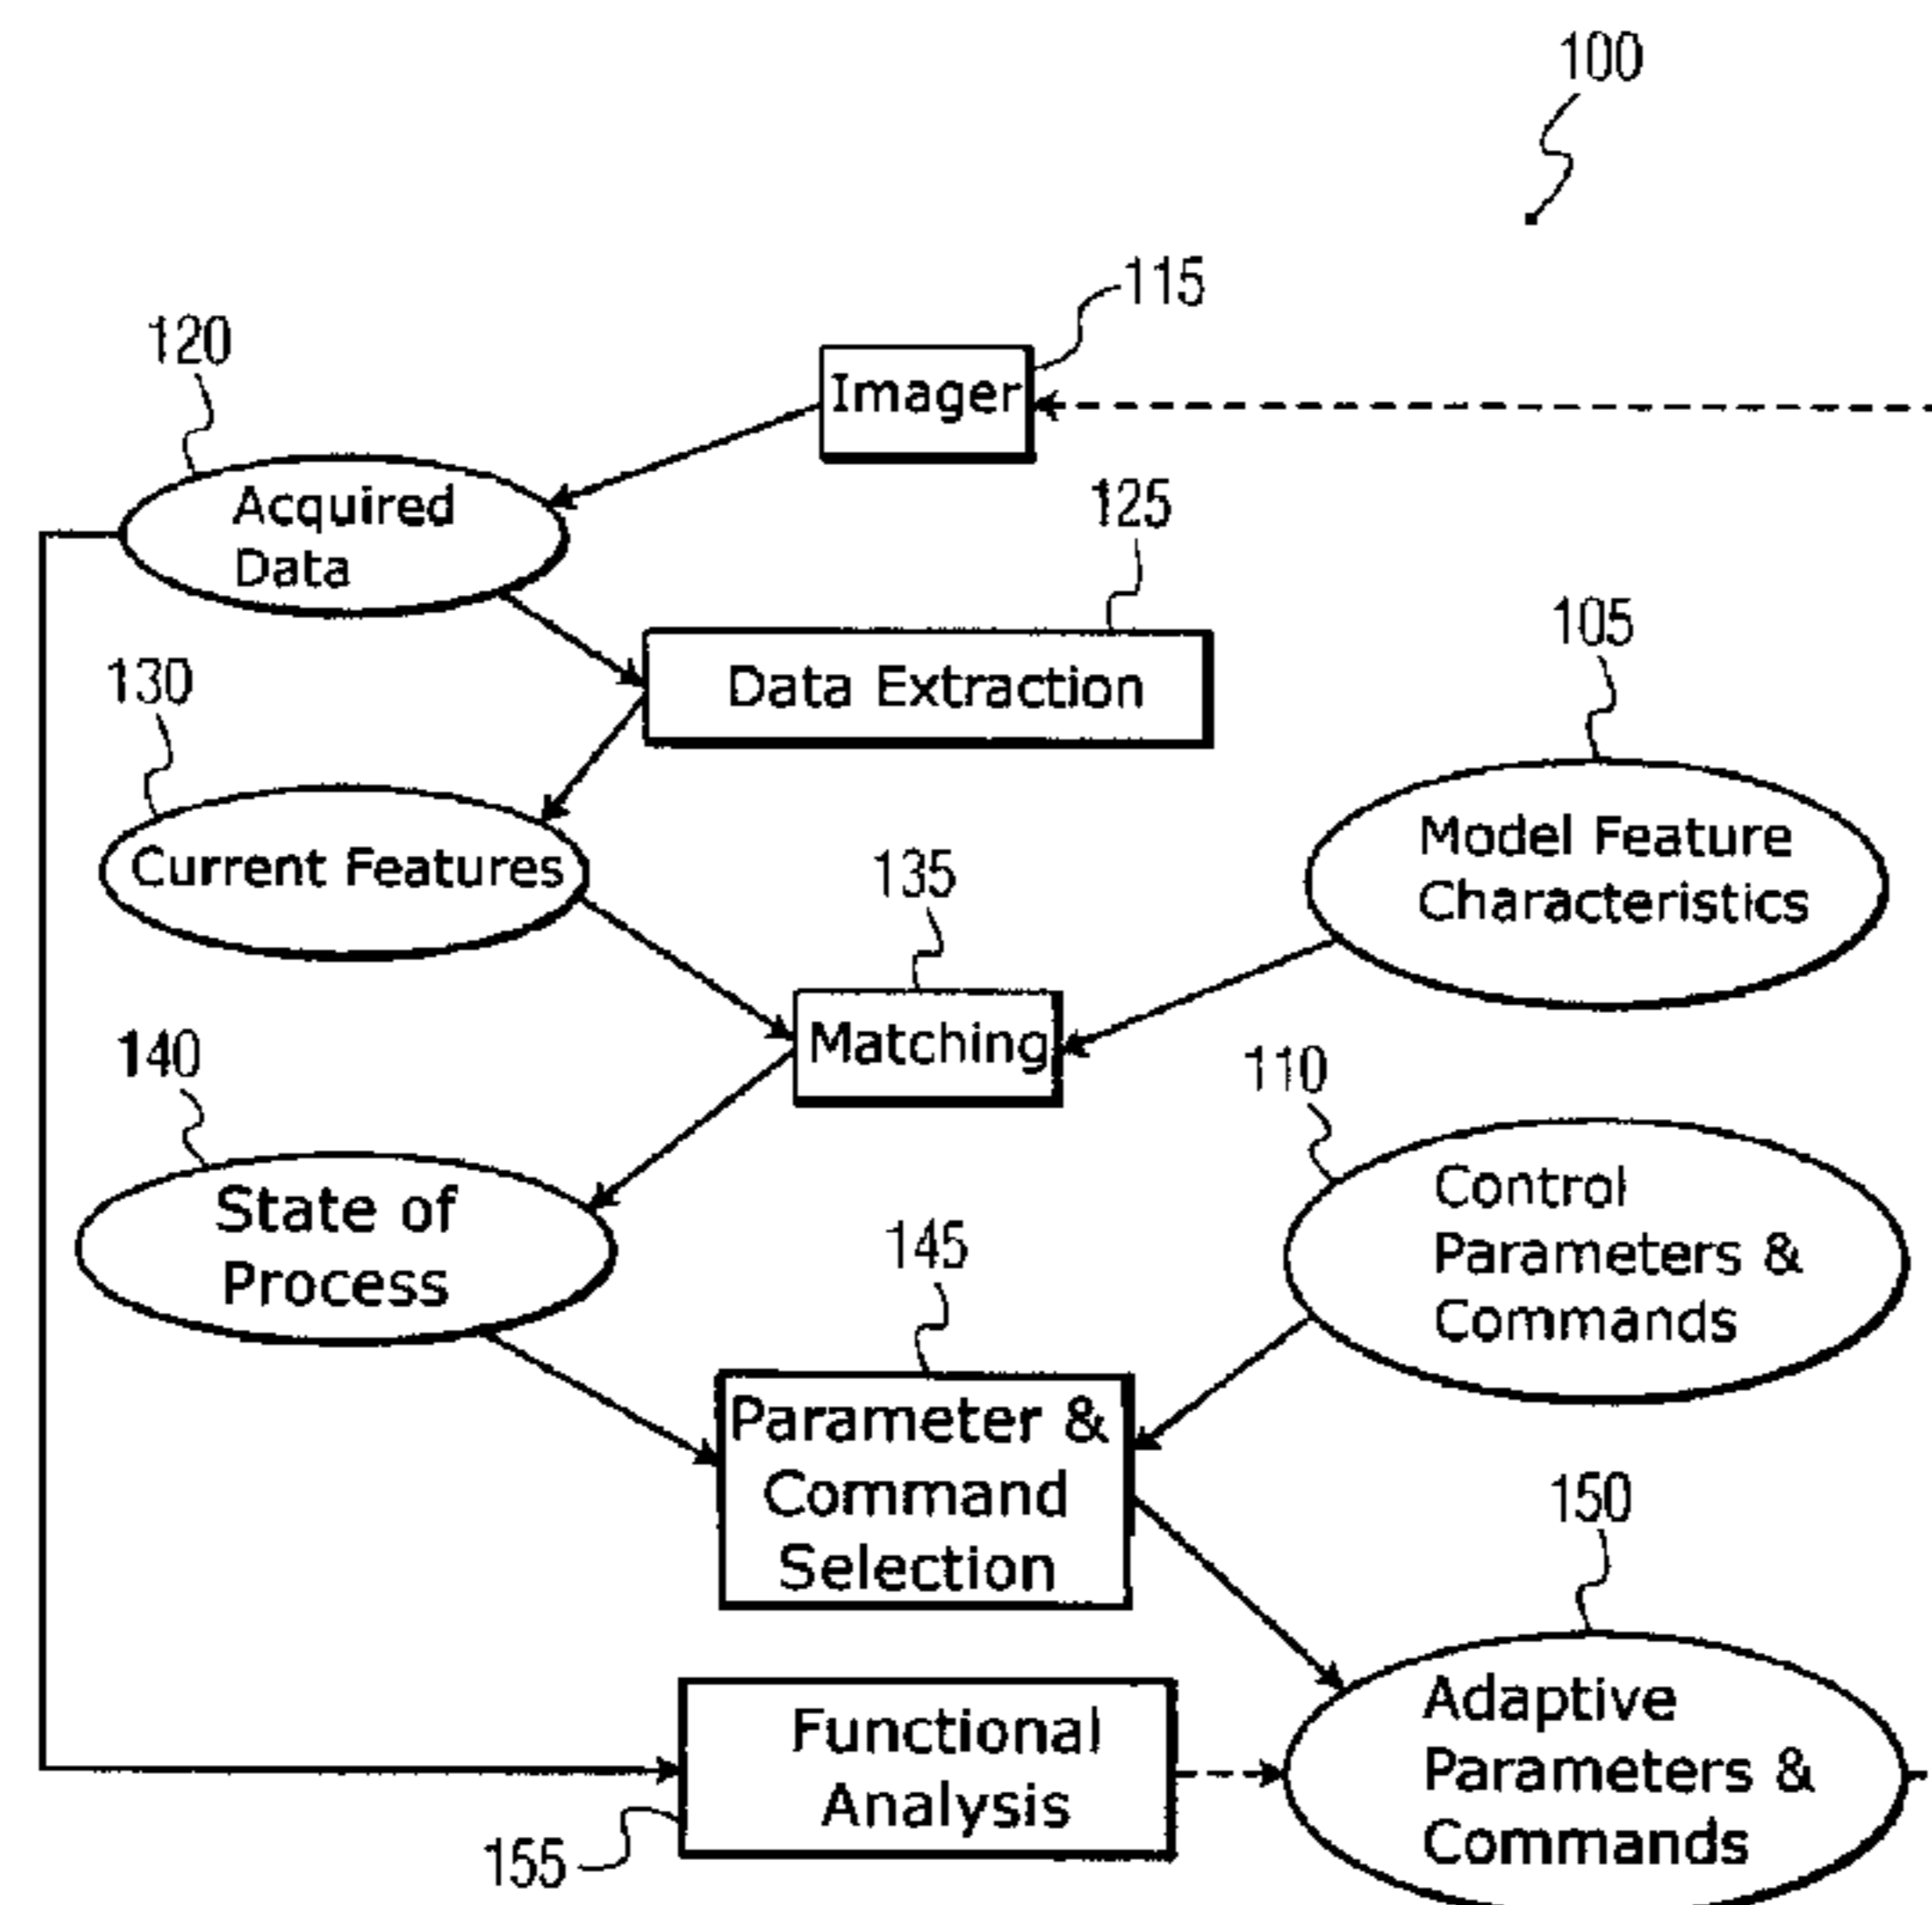 100
115
120
Imager
Acquired
Data
125
105
130
Data Extraction
Model Feature
Characteristics
Current Features
135
140
Matching
110
State of
Process
Control
Parameters &
Commands
145
Parameter &
Command
Selection
150
Functional
Analysis
Adaptive
Parameters &
Commands
155